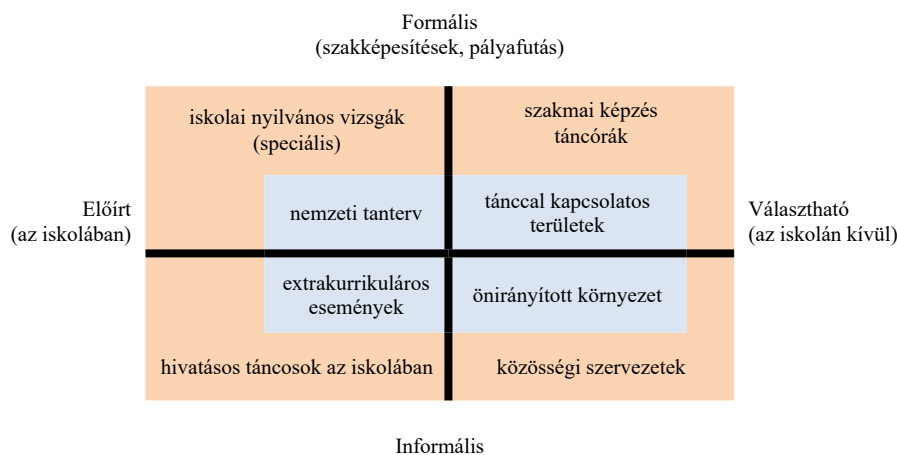 Formális
(szakképesítések, pályafutás)
iskolai nyilvános vizsgák
(speciális)
szakmai képzés
táncórák
Előírt
(az iskolában)
nemzeti tanterv
tánccal kapcsolatos
területek
Választható
(az iskolán kívül)
extrakurrikuláros
események
önirányított környezet
hivatásos táncosok az iskolában
közösségi szervezetek
Informális